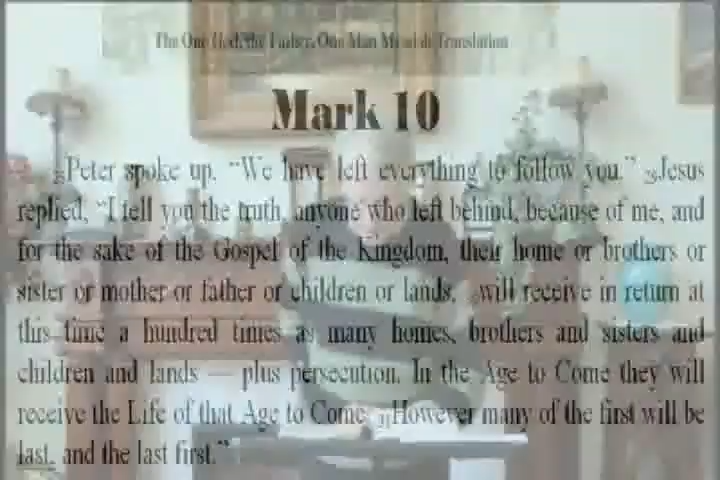 The One God, the Father, One Man Messiah Translation
Mark 10
28Peter spoke up. “We have left everything to follow you.” 29Jesus
replied, “I tell you the truth, anyone who left behind, because of me, and
for the sake of the Gospel of the Kingdom, their home or brothers or
sister or mother or father or children or lands, 30will receive in return at
this time a hundred times as many homes, brothers and sisters and
children and lands — plus persecution. In the Age to Come they will
receive the Life of that Age to Come. 31However many of the first will be
last, and the last first.”